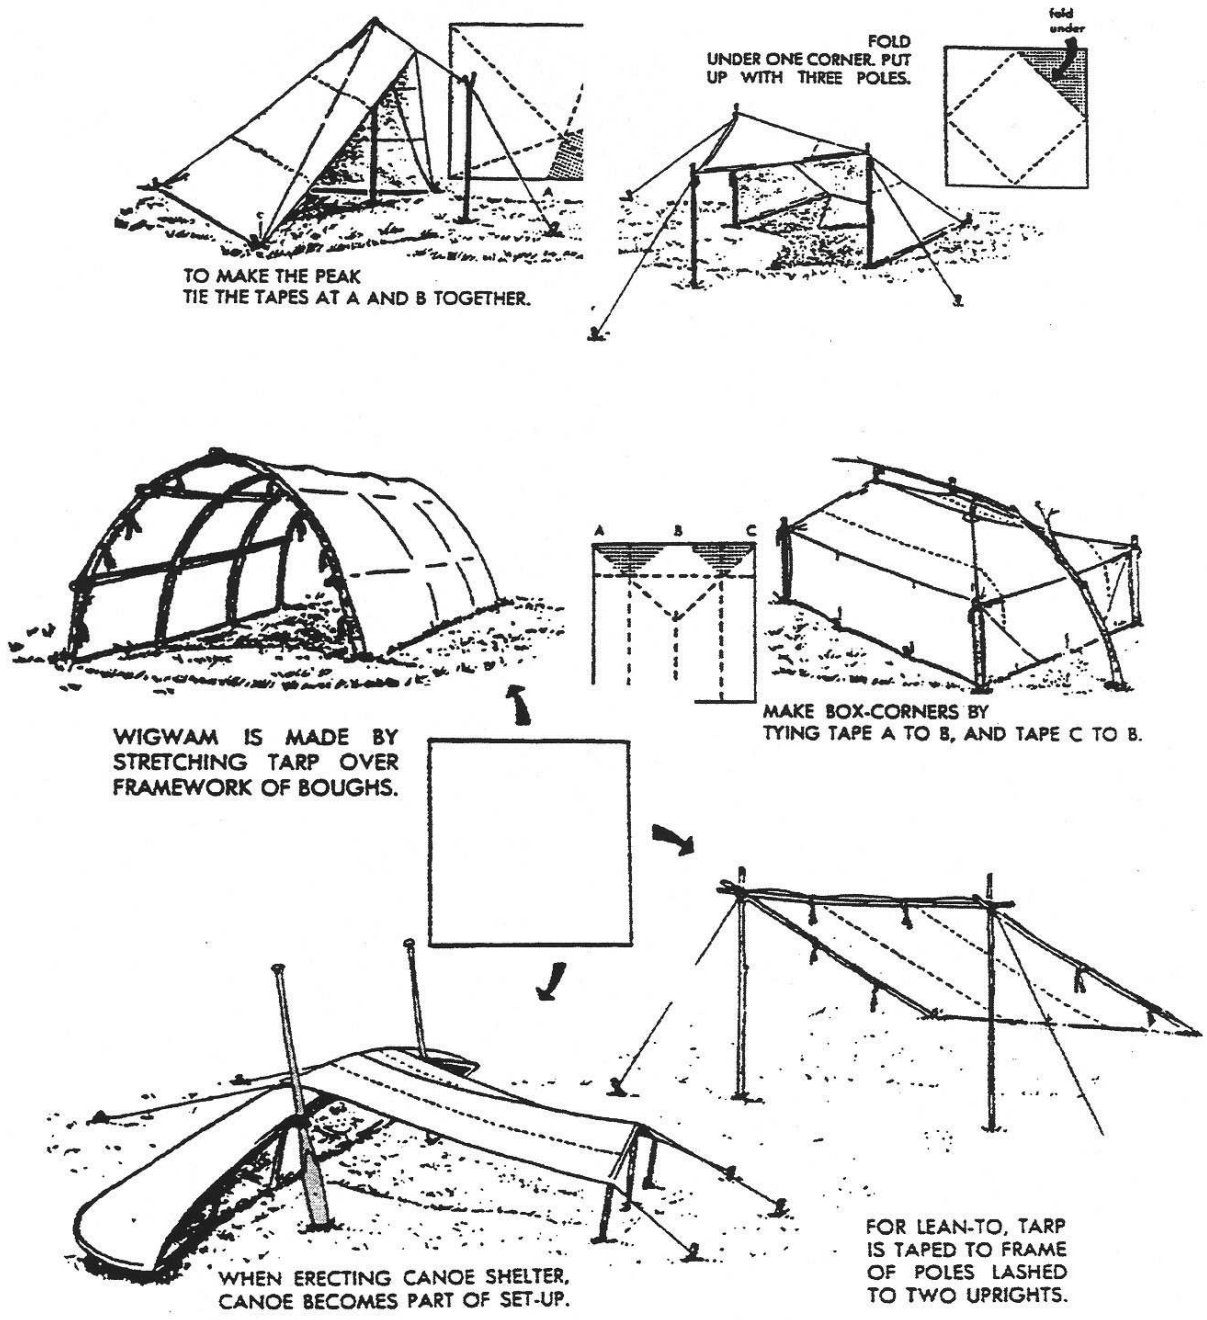 fold
under
FOLD
UNDER ONE CORNER. PUT
UP WITH THREE POLES.
A
C
TO MAKE THE PEAK
TIE THE TAPES AT A AND B TOGETHER.
A B C
MAKE BOX-CORNERS BY
TYING TAPE A TO B, AND TAPE C TO B.
WIGWAM IS MADE BY
STRETCHING TARP OVER
FRAMEWORK OF BOUGHS.
FOR LEAN-TO, TARP
IS TAPED TO FRAME
OF POLES LASHED
TO TWO UPRIGHTS.
WHEN ERECTING CANOE SHELTER,
CANOE BECOMES PART OF SET-UP.